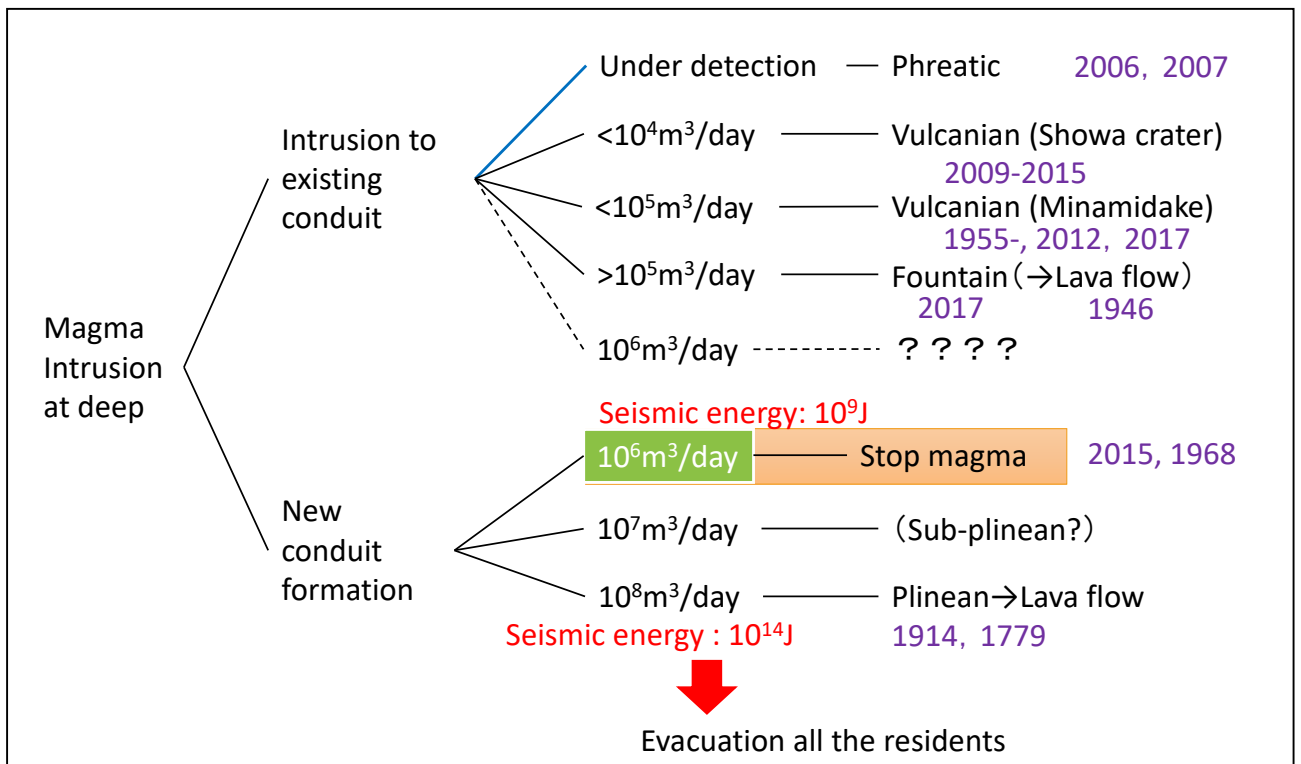 Under detection — Phreatic 2006, 2007
<10⁴m³/day — Vulcanian (Showa crater)
2009-2015
Intrusion to
existing
conduit
<10⁵m³/day — Vulcanian (Minamidake)
1955-, 2012, 2017
>10⁵m³/day — Fountain（→Lava flow）
2017 1946
10⁶m³/day ---- ？？？？
Magma
Intrusion
at deep
Seismic energy: 10⁹J
10⁶m³/day — Stop magma 2015, 1968
New
conduit
formation
10⁷m³/day — （Sub-plinean?）
10⁸m³/day — Plinean→Lava flow
Seismic energy : 10¹⁴J 1914, 1779
Evacuation all the residents